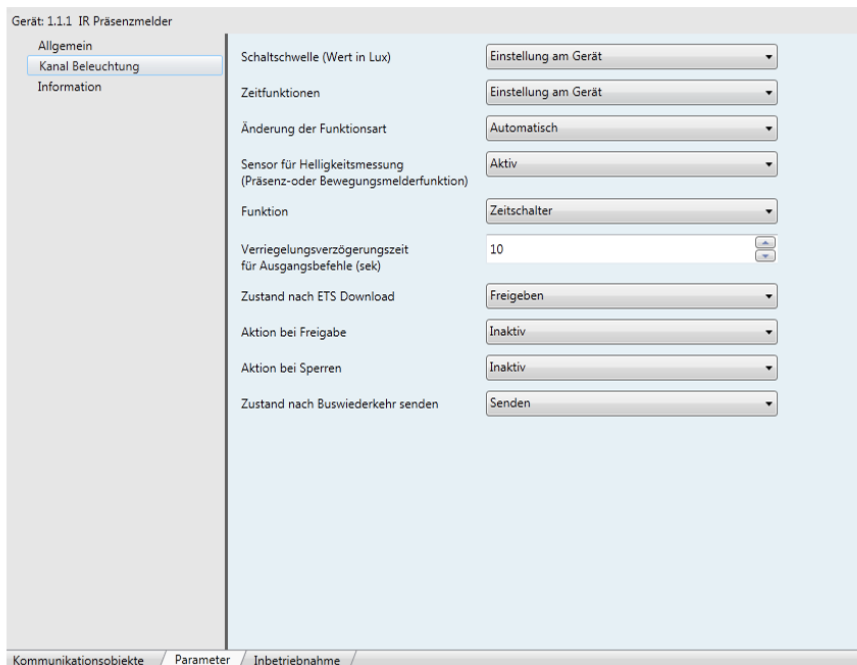 Gerät: 1.1.1 IR Präsenzmelder
Allgemein
Kanal Beleuchtung
Information
Schaltschwelle (Wert in Lux)
Einstellung am Gerät
Zeitfunktionen
Einstellung am Gerät
Änderung der Funktionsart
Automatisch
Sensor für Helligkeitsmessung
(Präsenz-oder Bewegungsmelderfunktion)
Aktiv
Funktion
Zeitschalter
Verriegelungsverzögerungszeit
für Ausgangsbefehle (sek)
10
Zustand nach ETS Download
Freigeben
Aktion bei Freigabe
Inaktiv
Aktion bei Sperren
Inaktiv
Zustand nach Buswiederkehr senden
Senden
Kommunikationsobjekte
Parameter
Inbetriebnahme